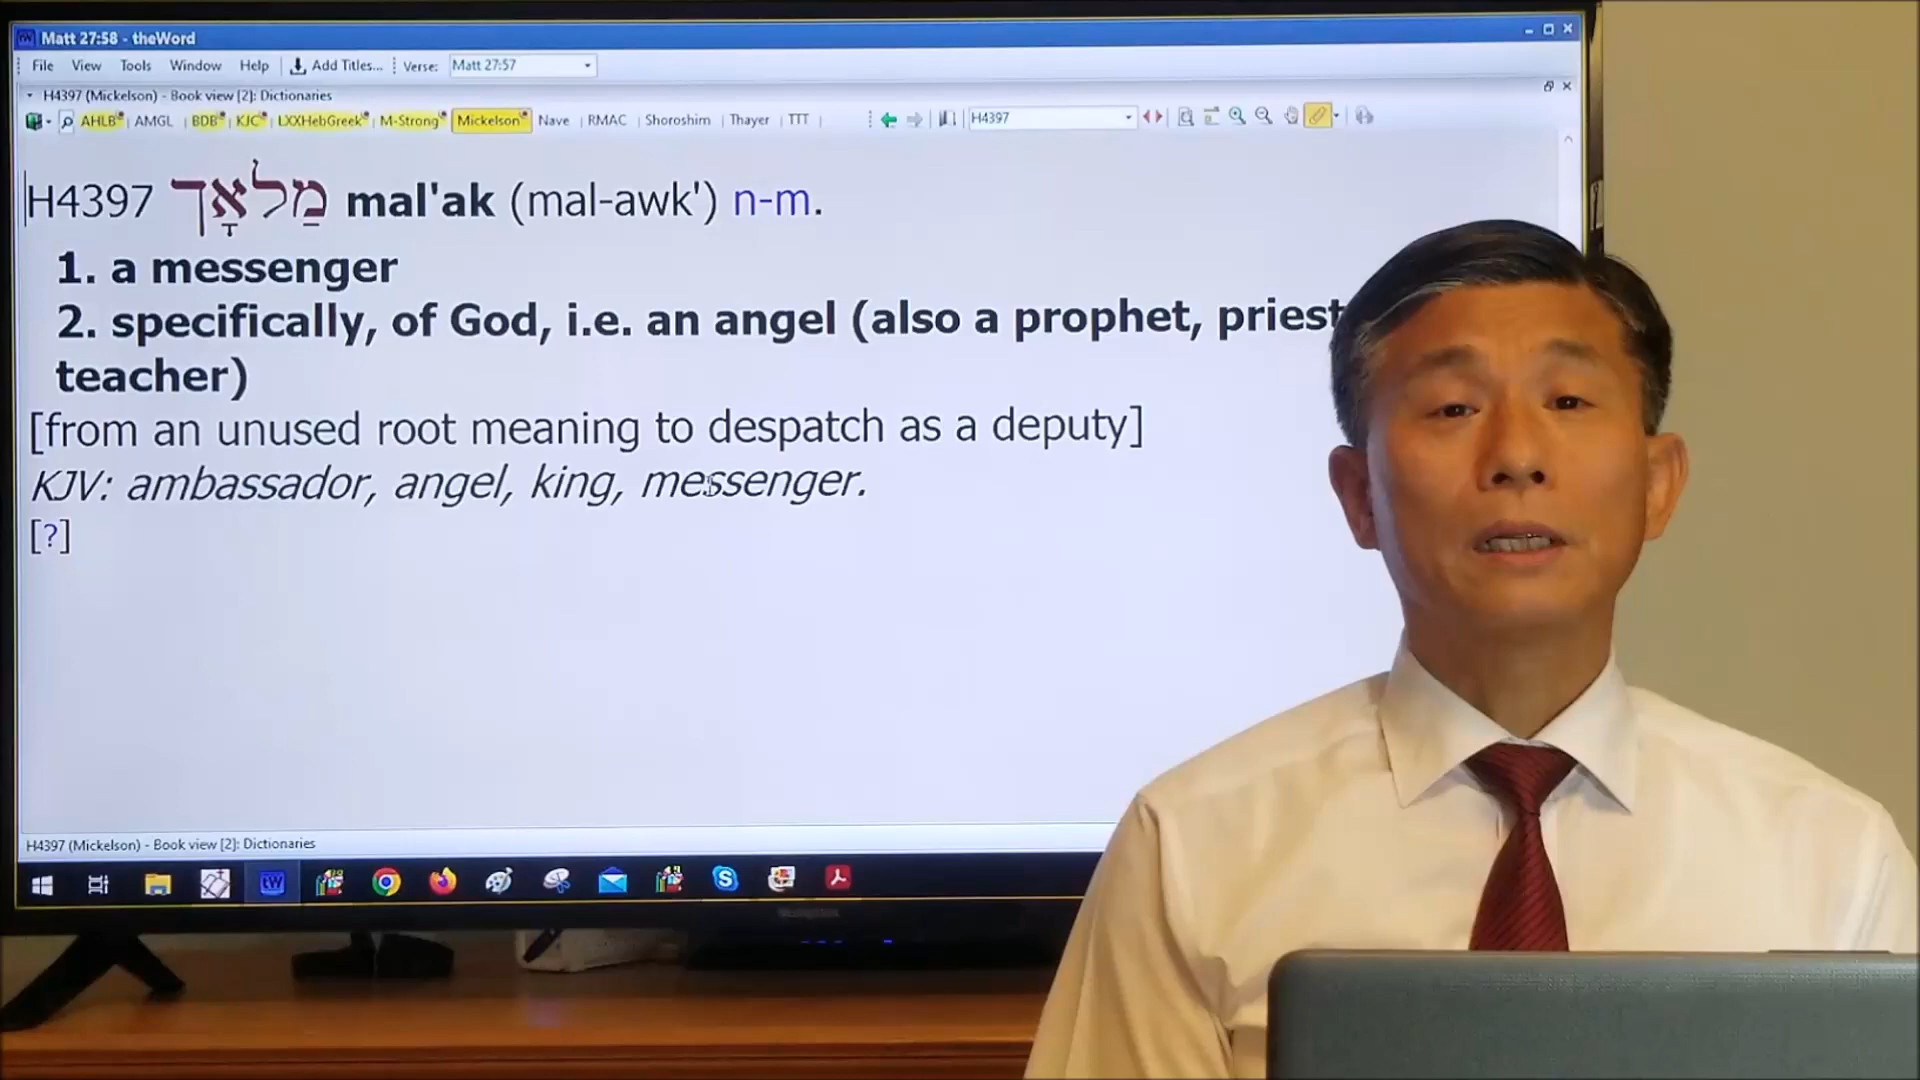 Matt 27:58 - theWord
File View Tools Window Help Add Titles... Verse: Matt 27:57
H4397 (Mickelson) - Book view [2]: Dictionaries
AHLB AMGL BDB KJC LXXHebGreek M-Strong Mickelson Nave RMAC Shoroshim Thayer TTT H4397
H4397 מַלְאָךְ mal'ak (mal-awk') n-m.
1. a messenger
2. specifically, of God, i.e. an angel (also a prophet, priest
teacher)
[from an unused root meaning to despatch as a deputy]
KJV: ambassador, angel, king, messenger.
[?]
H4397 (Mickelson) - Book view [2]: Dictionaries